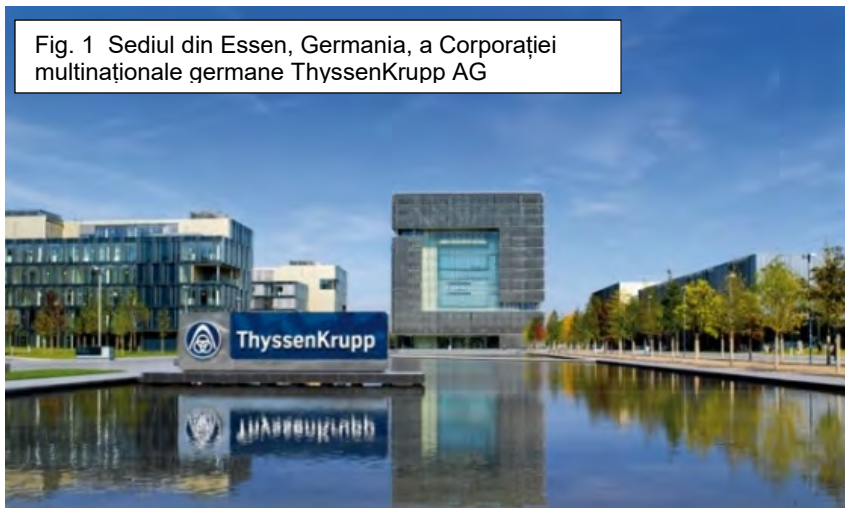 Fig. 1 Sediul din Essen, Germania, a Corporației
multinaționale germane ThyssenKrupp AG
ThyssenKrupp